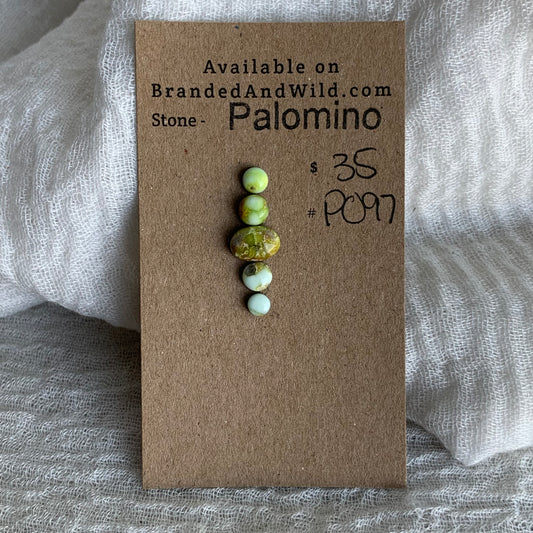 Available on
BrandedAndWild.com
Stone - Palomino
$ 35
# P097